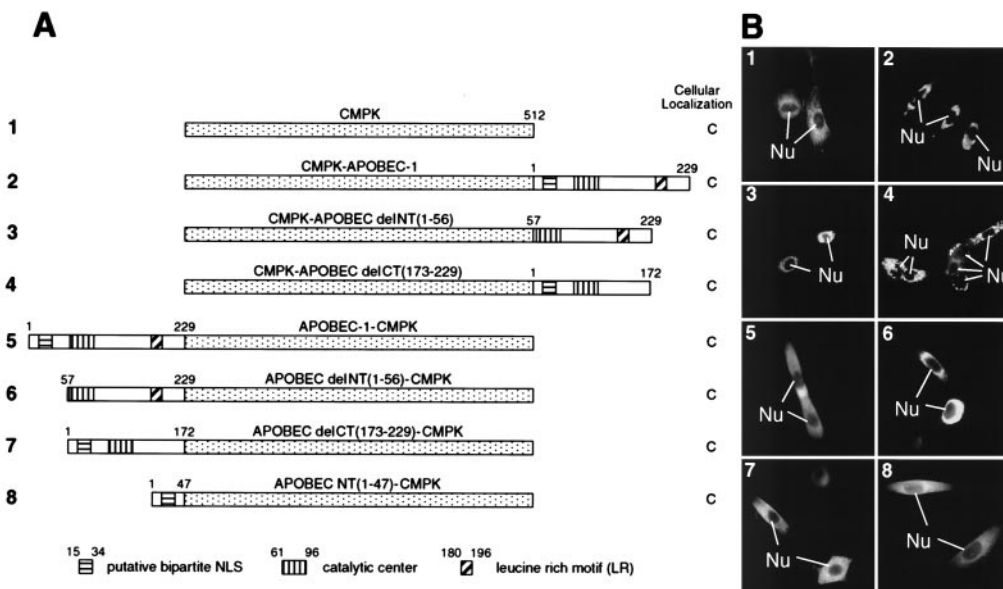 A
B
Cellular
Localization
1
CMPK
512
C
2
CMPK-APOBEC-1
1
229
C
3
CMPK-APOBEC delNT(1-56)
57
229
C
4
CMPK-APOBEC delCT(173-229)
1
172
C
5
1
229
APOBEC-1-CMPK
C
6
57
229
APOBEC delNT(1-56)-CMPK
C
7
1
172
APOBEC delCT(173-229)-CMPK
C
8
1
47
APOBEC NT(1-47)-CMPK
C
15 34
putative bipartite NLS
61 96
catalytic center
180 196
leucine rich motif (LR)
1
Nu
2
Nu
Nu
3
Nu
4
Nu
Nu
5
Nu
6
Nu
7
Nu
8
Nu